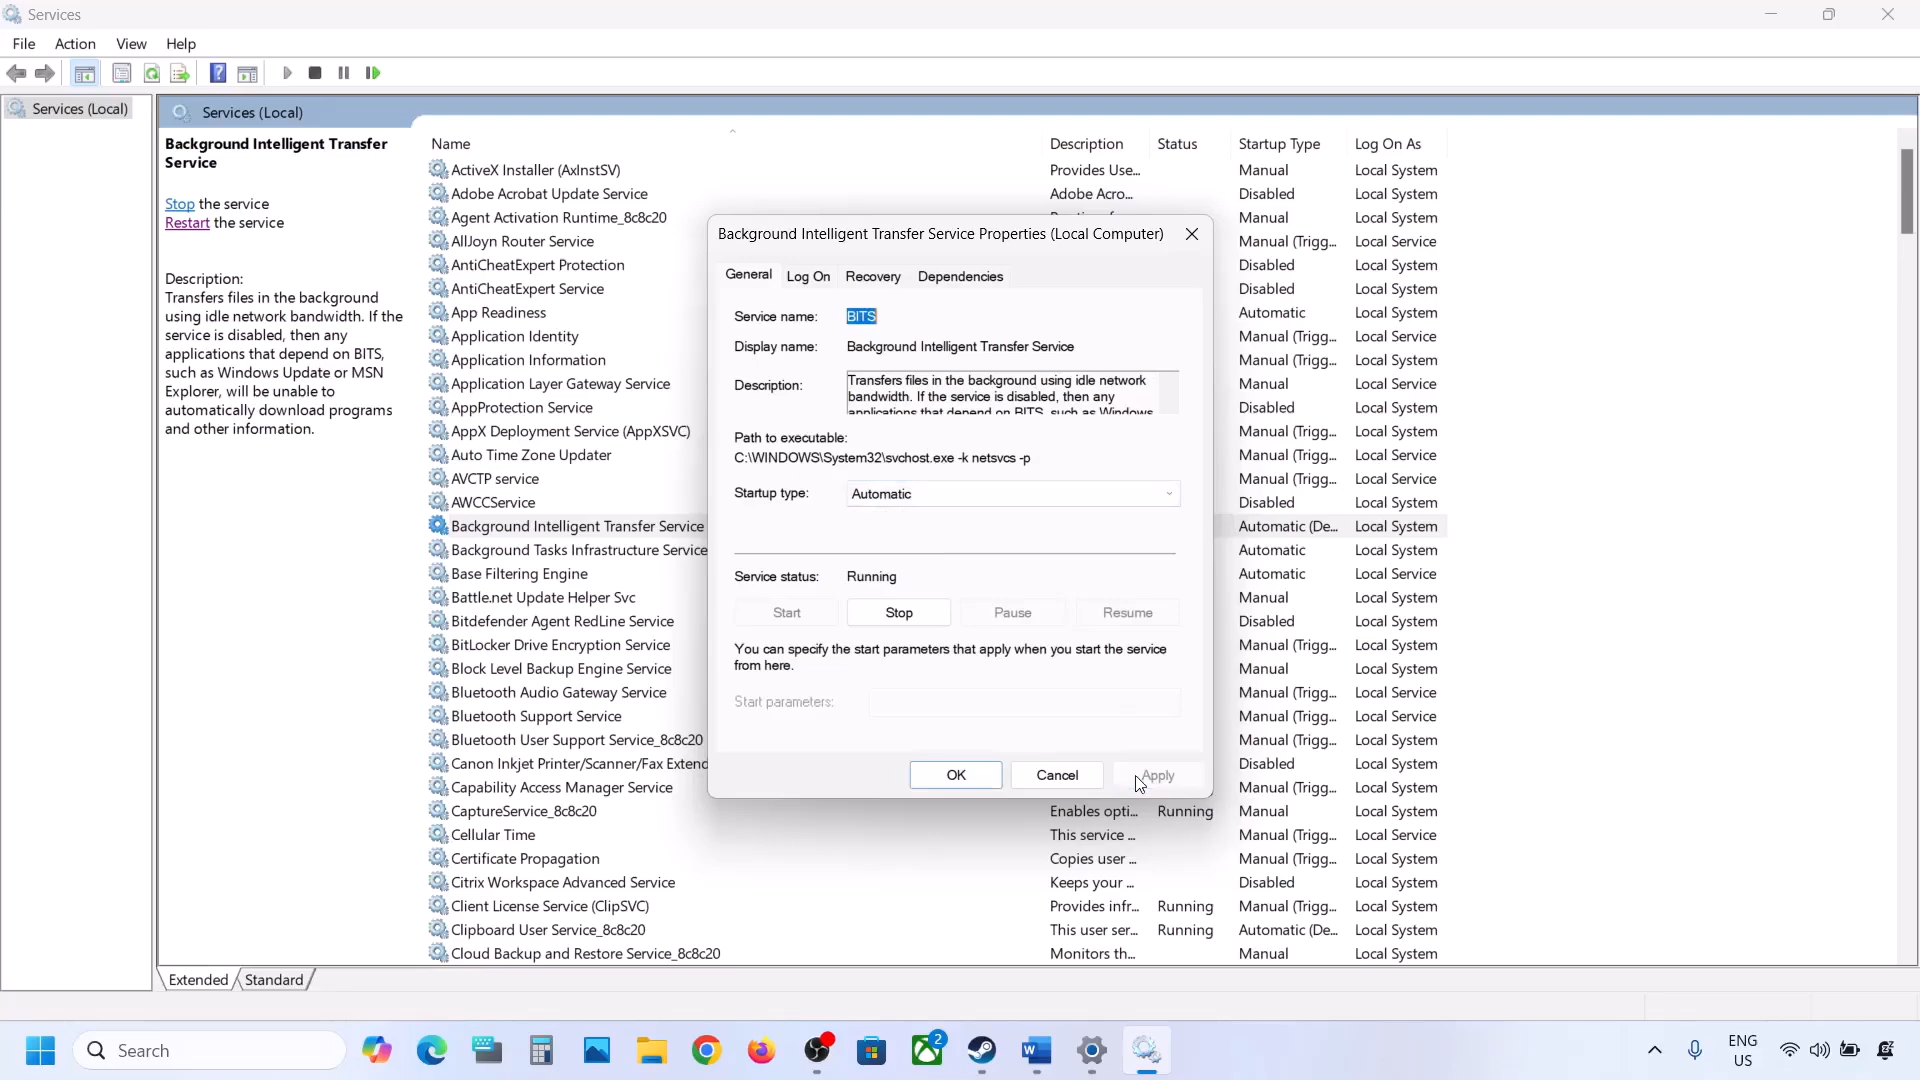 Services
File Action View Help
Services (Local)
Services (Local)
Background Intelligent Transfer
Service
Stop the service
Restart the service
Description:
Transfers files in the background
using idle network bandwidth. If the
service is disabled, then any
applications that depend on BITS,
such as Windows Update or MSN
Explorer, will be unable to
automatically download programs
and other information.
Name Description Status Startup Type Log On As
ActiveX Installer (AxInstSV) Provides Use... Manual Local System
Adobe Acrobat Update Service Adobe Acro... Disabled Local System
Agent Activation Runtime_8c8c20 Manual Local System
AllJoyn Router Service Manual (Trigg... Local Service
AntiCheatExpert Protection Disabled Local System
AntiCheatExpert Service Disabled Local System
App Readiness Automatic Local System
Application Identity Manual (Trigg... Local Service
Application Information Manual (Trigg... Local System
Application Layer Gateway Service Manual Local Service
AppProtection Service Disabled Local System
AppX Deployment Service (AppXSVC) Manual (Trigg... Local System
Auto Time Zone Updater Manual (Trigg... Local Service
AVCTP service Manual (Trigg... Local Service
AWCCService Disabled Local System
Background Intelligent Transfer Service Automatic (De... Local System
Background Tasks Infrastructure Service Automatic Local System
Base Filtering Engine Automatic Local Service
Battle.net Update Helper Svc Manual Local System
Bitdefender Agent RedLine Service Disabled Local System
BitLocker Drive Encryption Service Manual (Trigg... Local System
Block Level Backup Engine Service Manual Local System
Bluetooth Audio Gateway Service Manual (Trigg... Local Service
Bluetooth Support Service Manual (Trigg... Local Service
Bluetooth User Support Service_8c8c20 Manual (Trigg... Local System
Canon Inkjet Printer/Scanner/Fax Extend Disabled Local System
Capability Access Manager Service Manual (Trigg... Local System
CaptureService_8c8c20 Enables opti... Running Manual Local System
Cellular Time This service ... Manual (Trigg... Local Service
Certificate Propagation Copies user ... Manual (Trigg... Local System
Citrix Workspace Advanced Service Keeps your ... Disabled Local System
Client License Service (ClipSVC) Provides infr... Running Manual (Trigg... Local System
Clipboard User Service_8c8c20 This user ser... Running Automatic (De... Local System
Cloud Backup and Restore Service_8c8c20 Monitors th... Manual Local System
Background Intelligent Transfer Service Properties (Local Computer)
General Log On Recovery Dependencies
Service name: BITS
Display name: Background Intelligent Transfer Service
Description: Transfers files in the background using idle network
bandwidth. If the service is disabled, then any
applications that depend on BITS, such as Windows
Path to executable:
C:\WINDOWS\System32\svchost.exe -k netsvcs -p
Startup type: Automatic
Service status: Running
Start Stop Pause Resume
You can specify the start parameters that apply when you start the service
from here.
Start parameters:
OK Cancel Apply
Extended Standard
Search
2
ENG
US